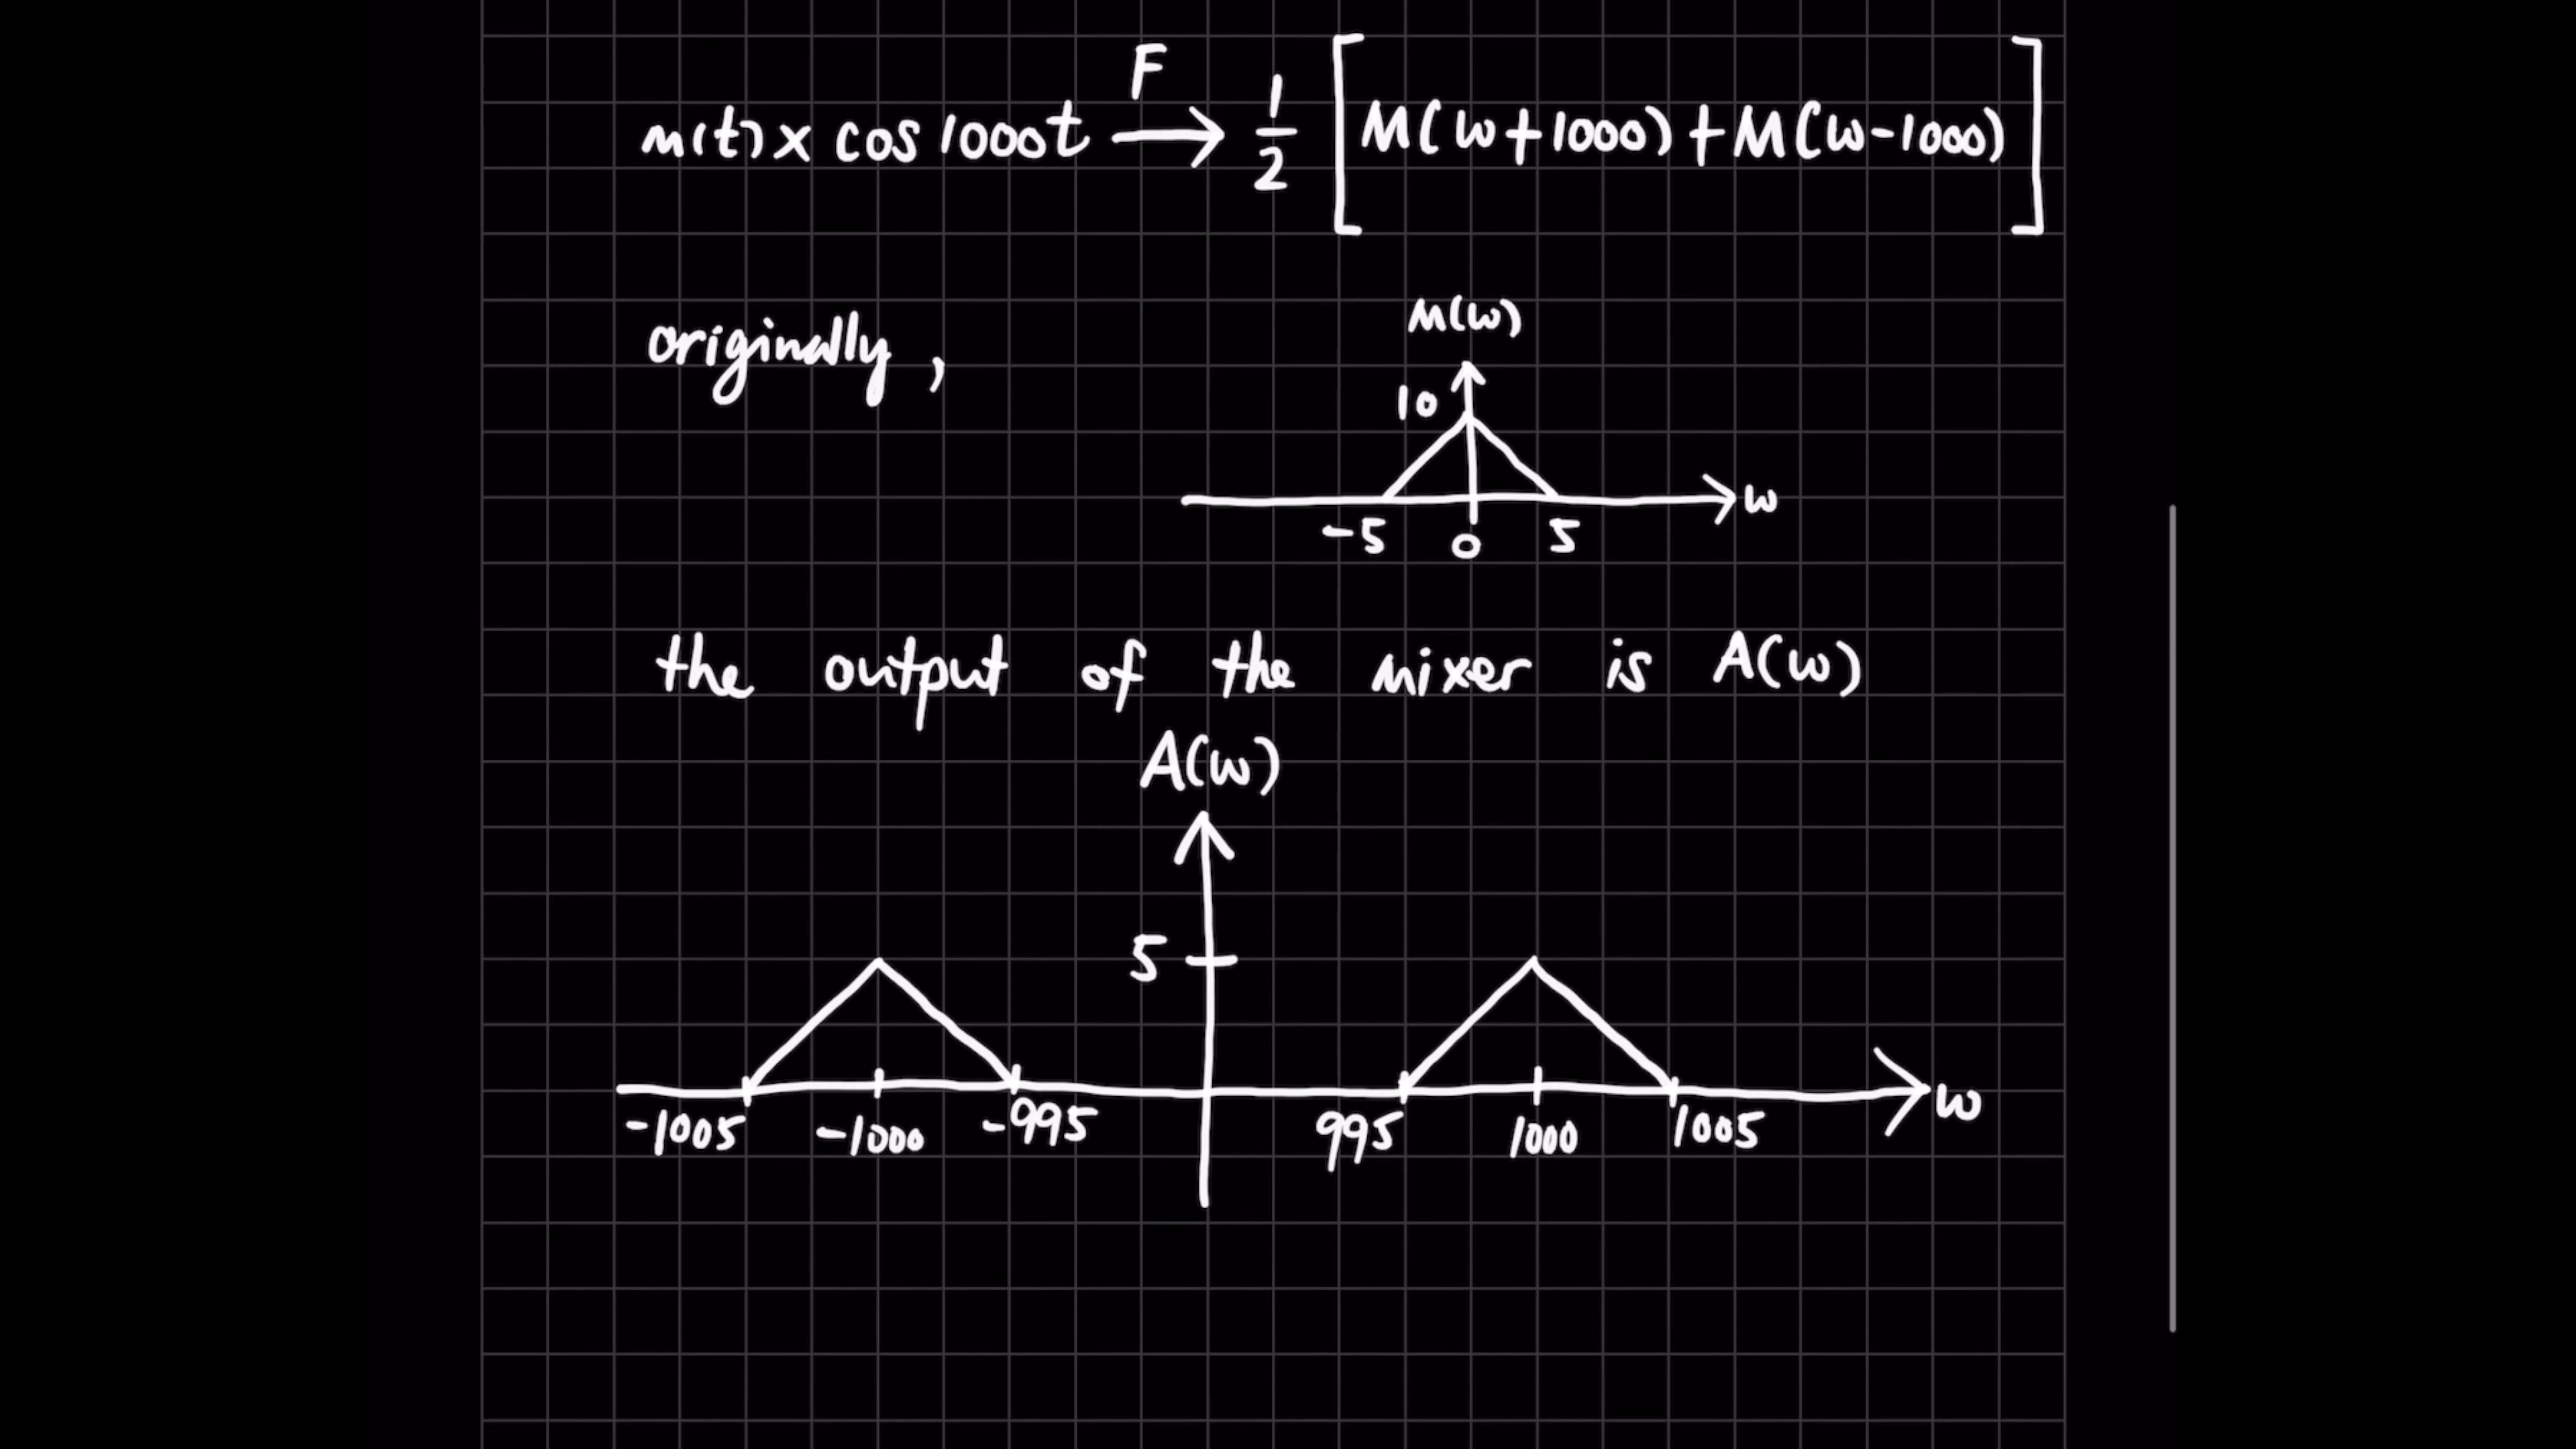 m(t) x cos 1000t F→ 1/2 [M(w+1000) + M(w-1000)]
originally,
M(w)
10
w
-5 0 5
the output of the mixer is A(w)
A(w)
5
w
-1005 -1000 -995 995 1000 1005